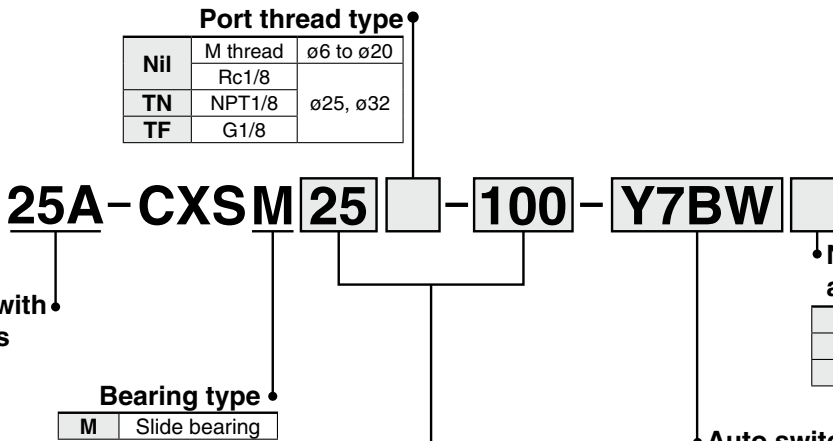 Port thread type
Nil M thread ø6 to ø20
Rc1/8 ø25, ø32
TN NPT1/8
TF G1/8
25A-CXSM 25 - 100 - Y7BW
with
s
Bearing type
M Slide bearing
Auto